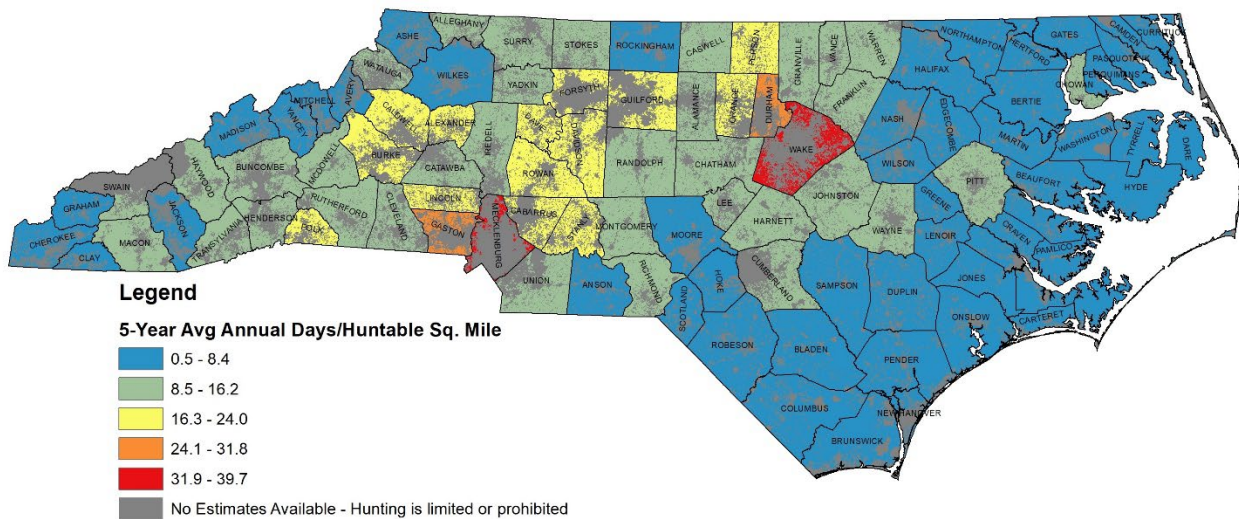 ALLEGHANY
ASHE
SURRY
STOKES
ROCKINGHAM
CASWELL
PERSON
GRANVILLE
VANCE
WARREN
NORTHAMPTON
HERTFORD
GATES
CAMDEN
CURRITUCK
PASQUOTANK
PERQUIMANS
CHOWAN
WATAUGA
WILKES
YADKIN
FORSYTH
GUILFORD
ALAMANCE
ORANGE
DURHAM
FRANKLIN
HALIFAX
BERTIE
MITCHELL
AVERY
YANCEY
MADISON
CALDWELL
ALEXANDER
IREDELL
DAVIE
DAVIDSON
RANDOLPH
CHATHAM
WAKE
NASH
EDGECOMBE
MARTIN
WASHINGTON
TYRRELL
DARE
SWAIN
HAYWOOD
BUNCOMBE
MCDOWELL
BURKE
CATAWBA
ROWAN
JOHNSTON
WILSON
PITT
BEAUFORT
HYDE
GRAHAM
JACKSON
HENDERSON
RUTHERFORD
CLEVELAND
LINCOLN
CABARRUS
STANLY
MONTGOMERY
LEE
HARNETT
WAYNE
GREENE
CHEROKEE
CLAY
MACON
TRANSYLVANIA
POLK
GASTON
MECKLENBURG
UNION
ANSON
RICHMOND
MOORE
HOKE
SCOTLAND
CUMBERLAND
SAMPSON
DUPLIN
LENOIR
JONES
CRAVEN
PAMLICO
ONSLOW
CARTERET
ROBESON
BLADEN
PENDER
COLUMBUS
NEW HANOVER
BRUNSWICK
Legend
5-Year Avg Annual Days/Huntable Sq. Mile
0.5 - 8.4
8.5 - 16.2
16.3 - 24.0
24.1 - 31.8
31.9 - 39.7
No Estimates Available - Hunting is limited or prohibited